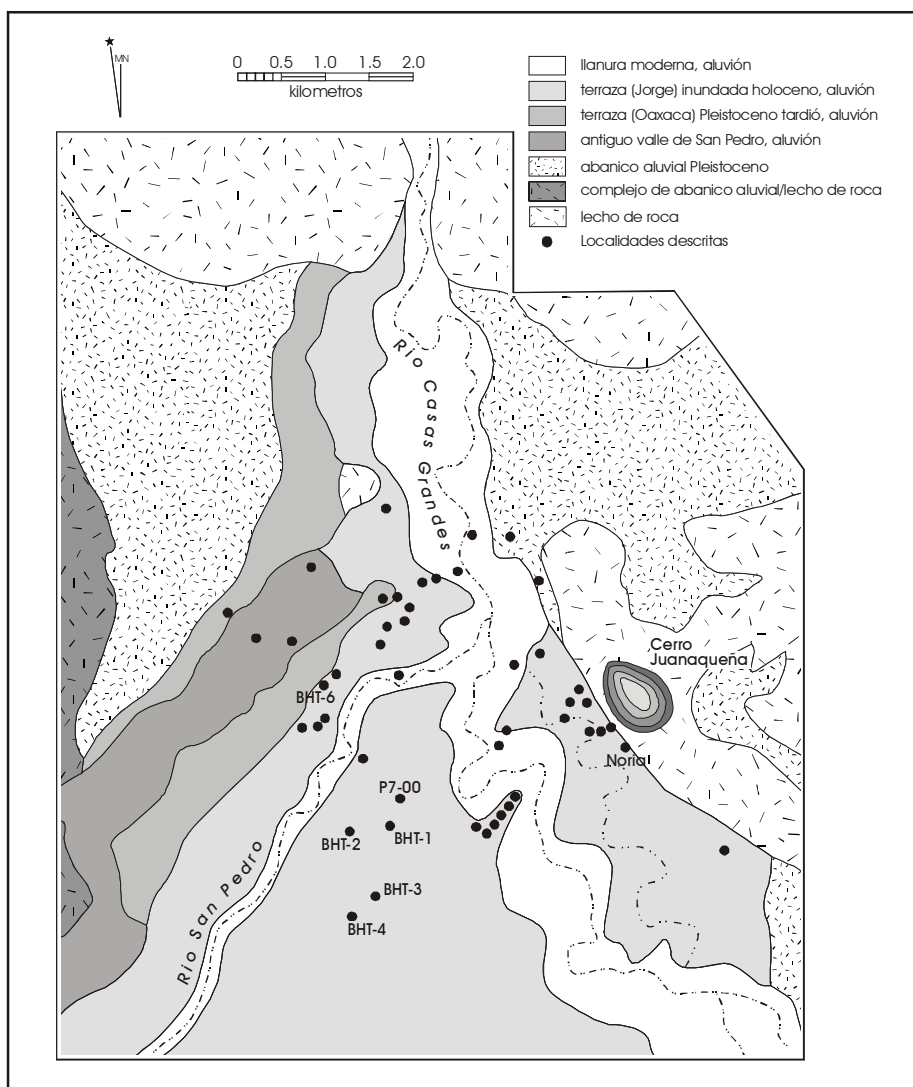 MN
0 0.5 1.0 1.5 2.0
kilometros
llanura moderna, aluvión
terraza (Jorge) inundada holoceno, aluvión
terraza (Oaxaca) Pleistoceno tardió, aluvión
antiguo valle de San Pedro, aluvión
abanico aluvial Pleistoceno
complejo de abanico aluvial/lecho de roca
lecho de roca
Localidades descritas
Río Casas Grandes
Cerro
Juanaqueña
BHT-6
Noria
P7-00
BHT-2
BHT-1
BHT-3
BHT-4
Río San Pedro